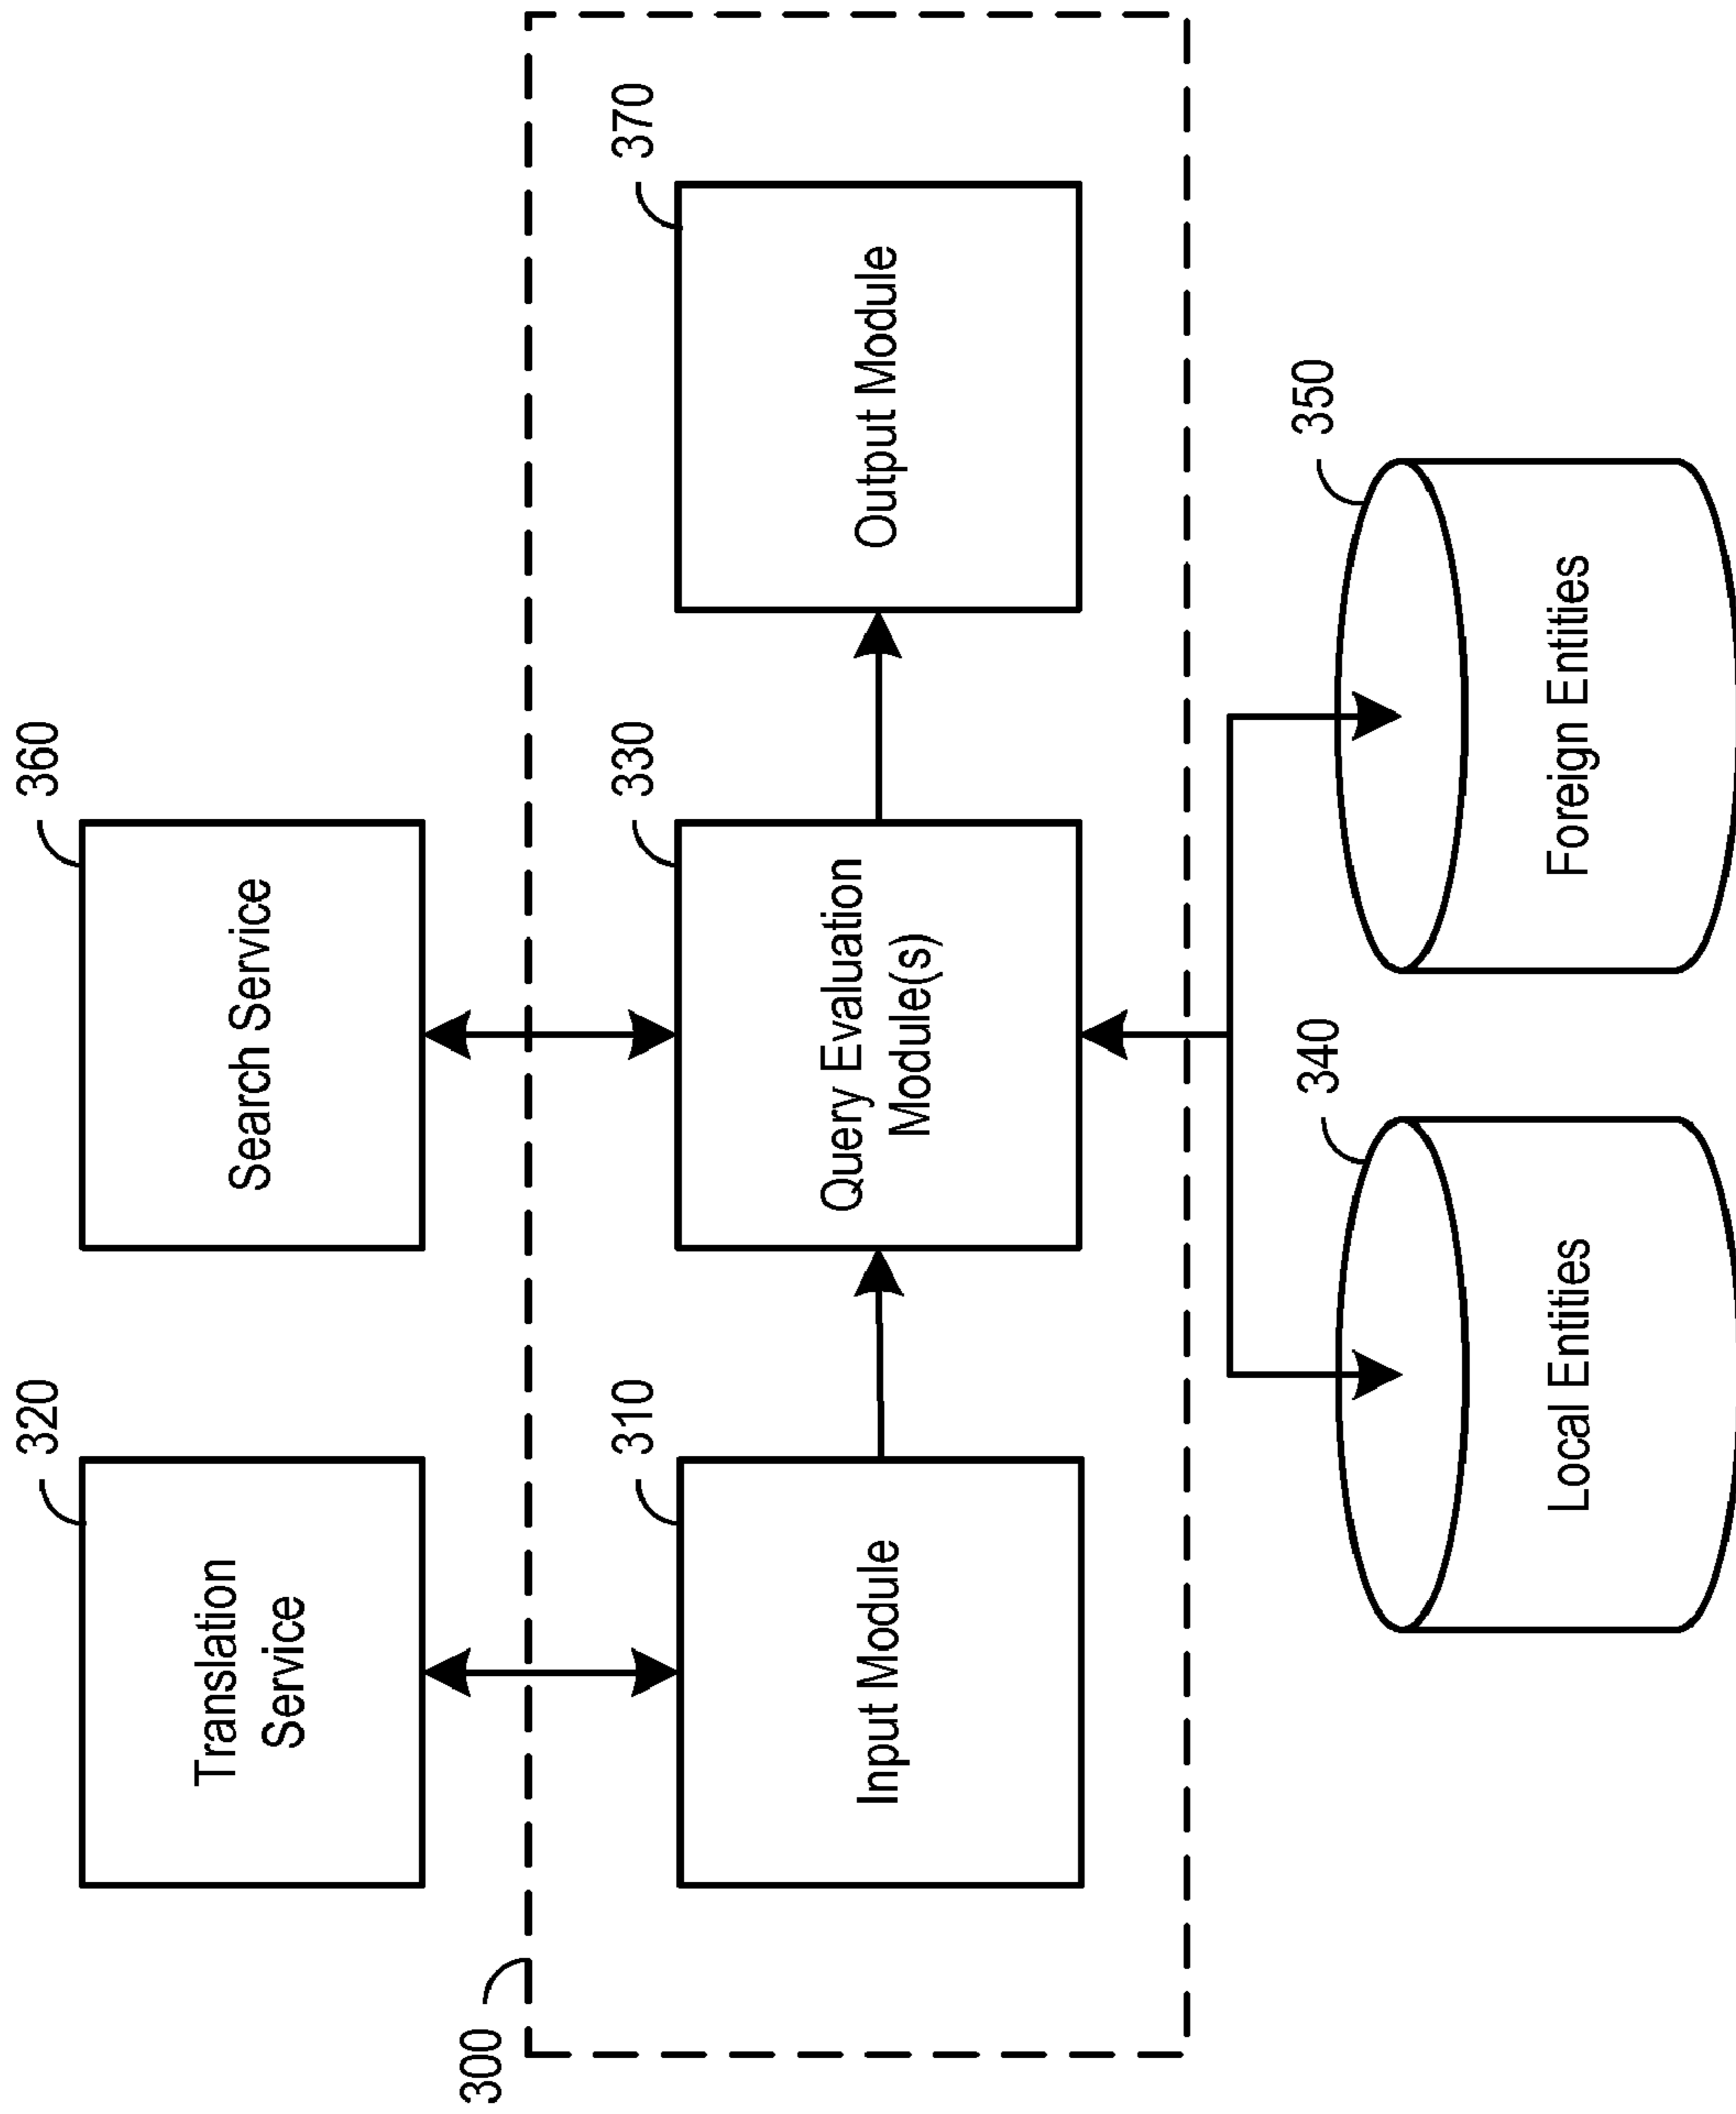 320
Translation
Service
360
Search Service
300
310
Input Module
330
Query Evaluation
Module(s)
370
Output Module
340
Local Entities
350
Foreign Entities